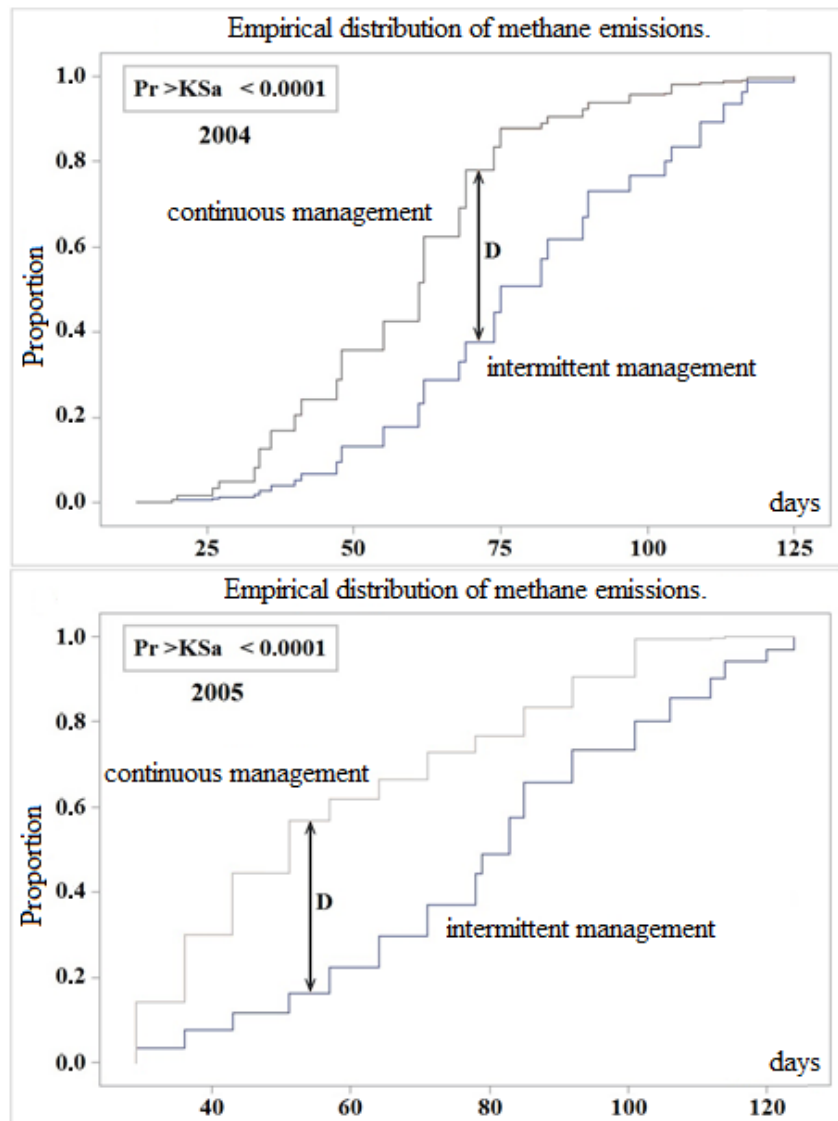 Empirical distribution of methane emissions.
1.0
Pr >KSa < 0.0001
2004
0.8
continuous management
D
0.6
Proportion
0.4
intermittent management
0.2
0.0
days
25 50 75 100 125
Empirical distribution of methane emissions.
1.0
Pr >KSa < 0.0001
2005
0.8
continuous management
0.6
Proportion
0.4
D
intermittent management
0.2
0.0
days
40 60 80 100 120